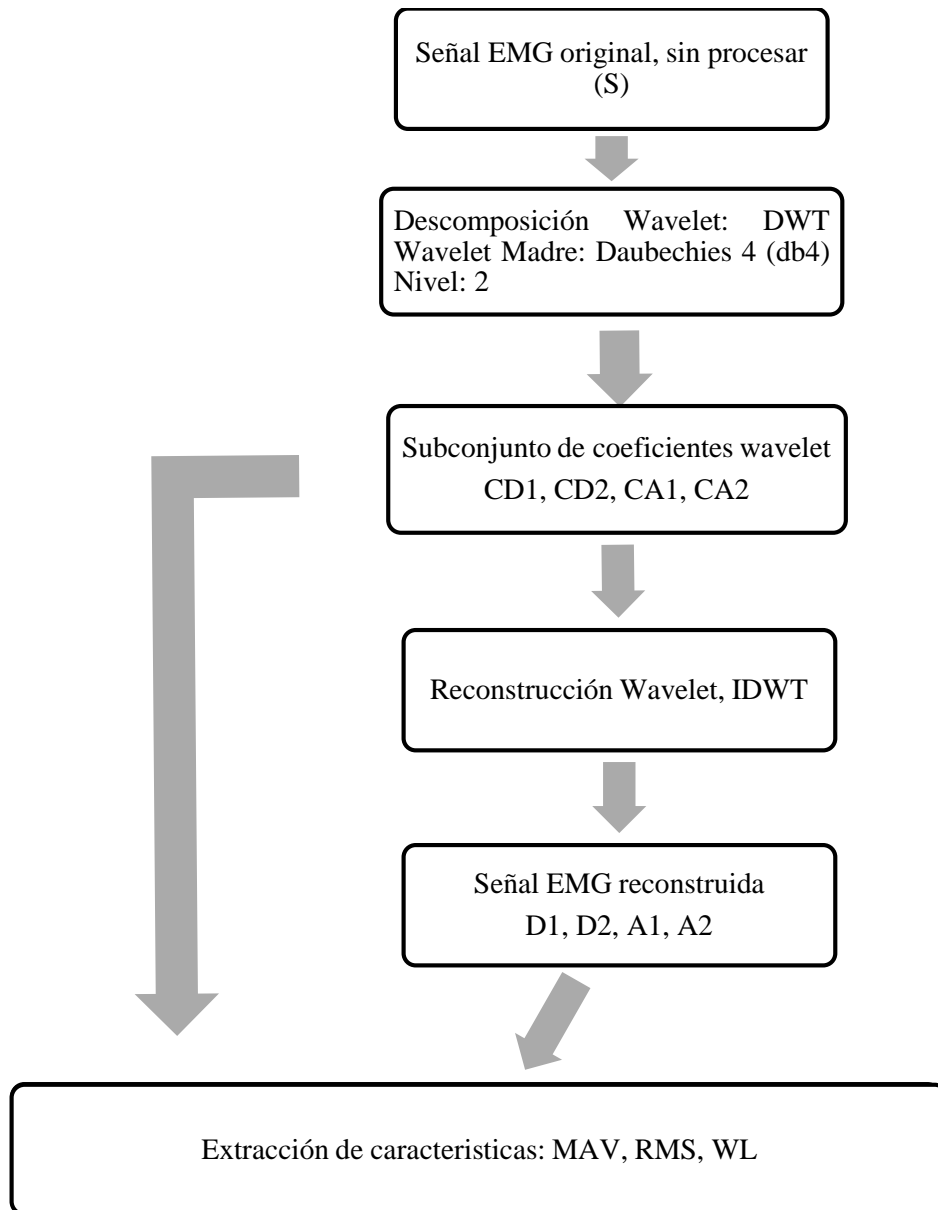 Señal EMG original, sin procesar
(S)
Descomposición Wavelet: DWT
Wavelet Madre: Daubechies 4 (db4)
Nivel: 2
Subconjunto de coeficientes wavelet
CD1, CD2, CA1, CA2
Reconstrucción Wavelet, IDWT
Señal EMG reconstruida
D1, D2, A1, A2
Extracción de caracteristicas: MAV, RMS, WL